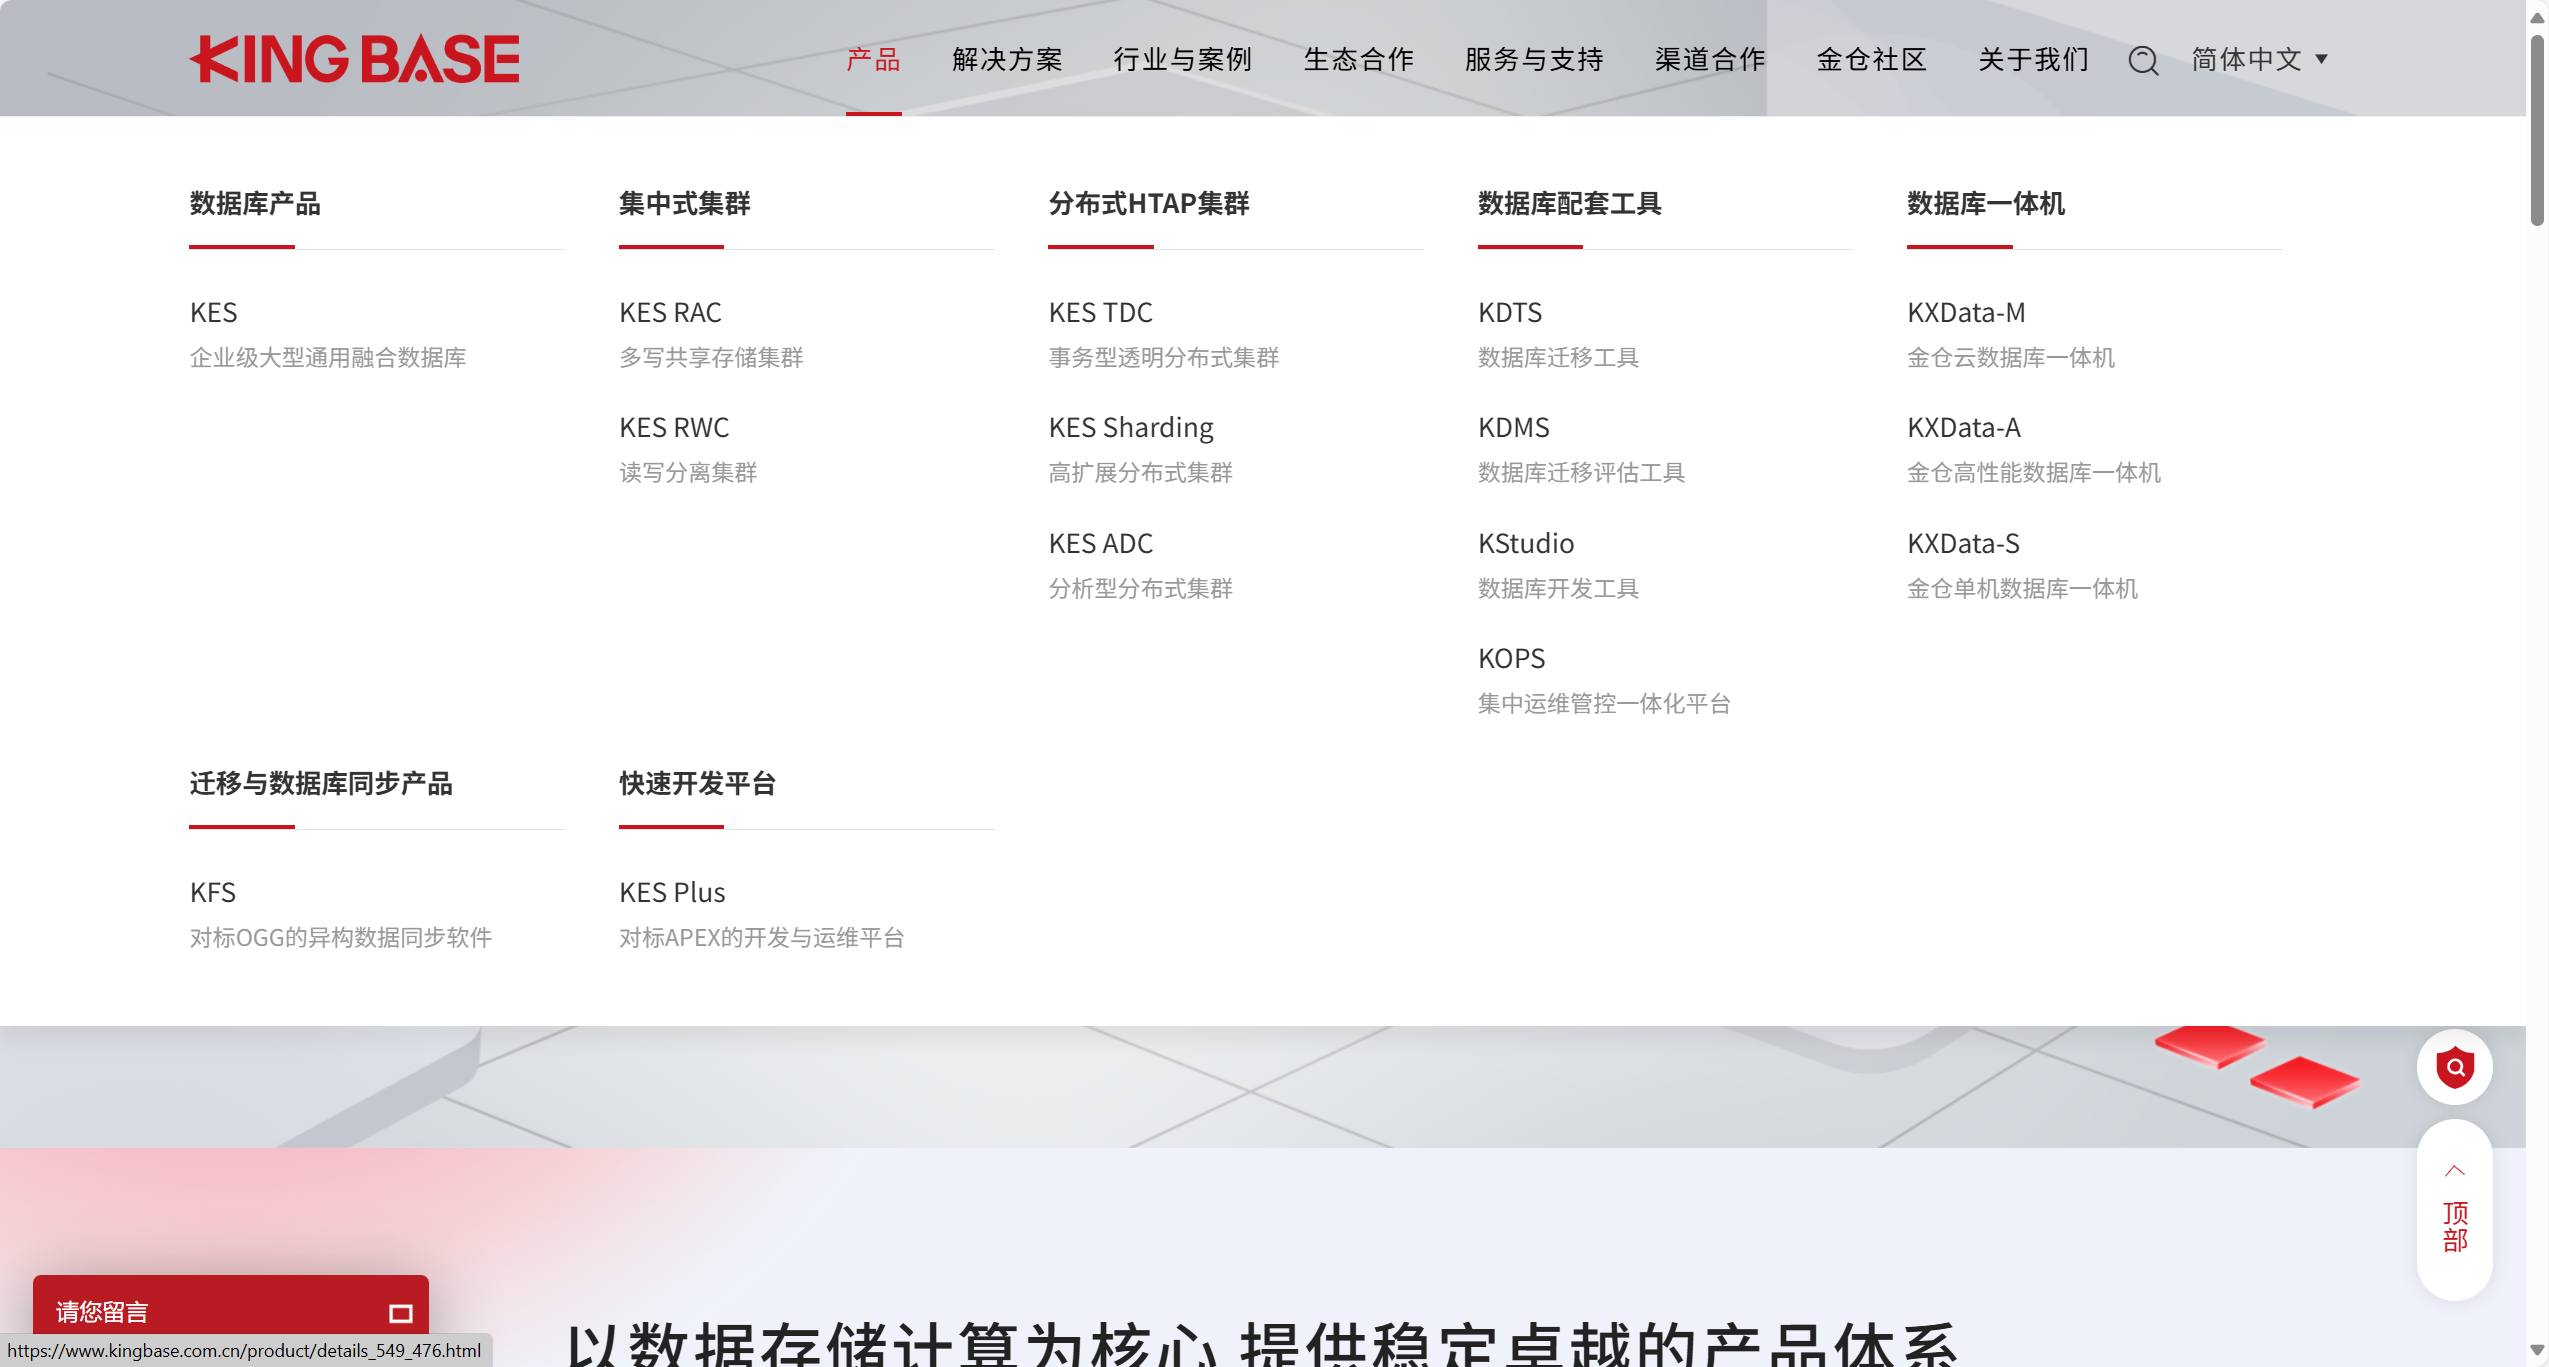 KINGBASE
产品 解决方案 行业与案例 生态合作 服务与支持 渠道合作 金仓社区 关于我们 简体中文
数据库产品
KES
企业级大型通用融合数据库
集中式集群
KES RAC
多写共享存储集群
KES RWC
读写分离集群
分布式HTAP集群
KES TDC
事务型透明分布式集群
KES Sharding
高扩展分布式集群
KES ADC
分析型分布式集群
数据库配套工具
KDTS
数据库迁移工具
KDMS
数据库迁移评估工具
KStudio
数据库开发工具
KOPS
集中运维管控一体化平台
数据库一体机
KXData-M
金仓云数据库一体机
KXData-A
金仓高性能数据库一体机
KXData-S
金仓单机数据库一体机
迁移与数据库同步产品
KFS
对标OGG的异构数据同步软件
快速开发平台
KES Plus
对标APEX的开发与运维平台
顶部
请您留言
以数据存储计算为核心 提供稳定卓越的产品体系
https://www.kingbase.com.cn/product/details_549_476.html